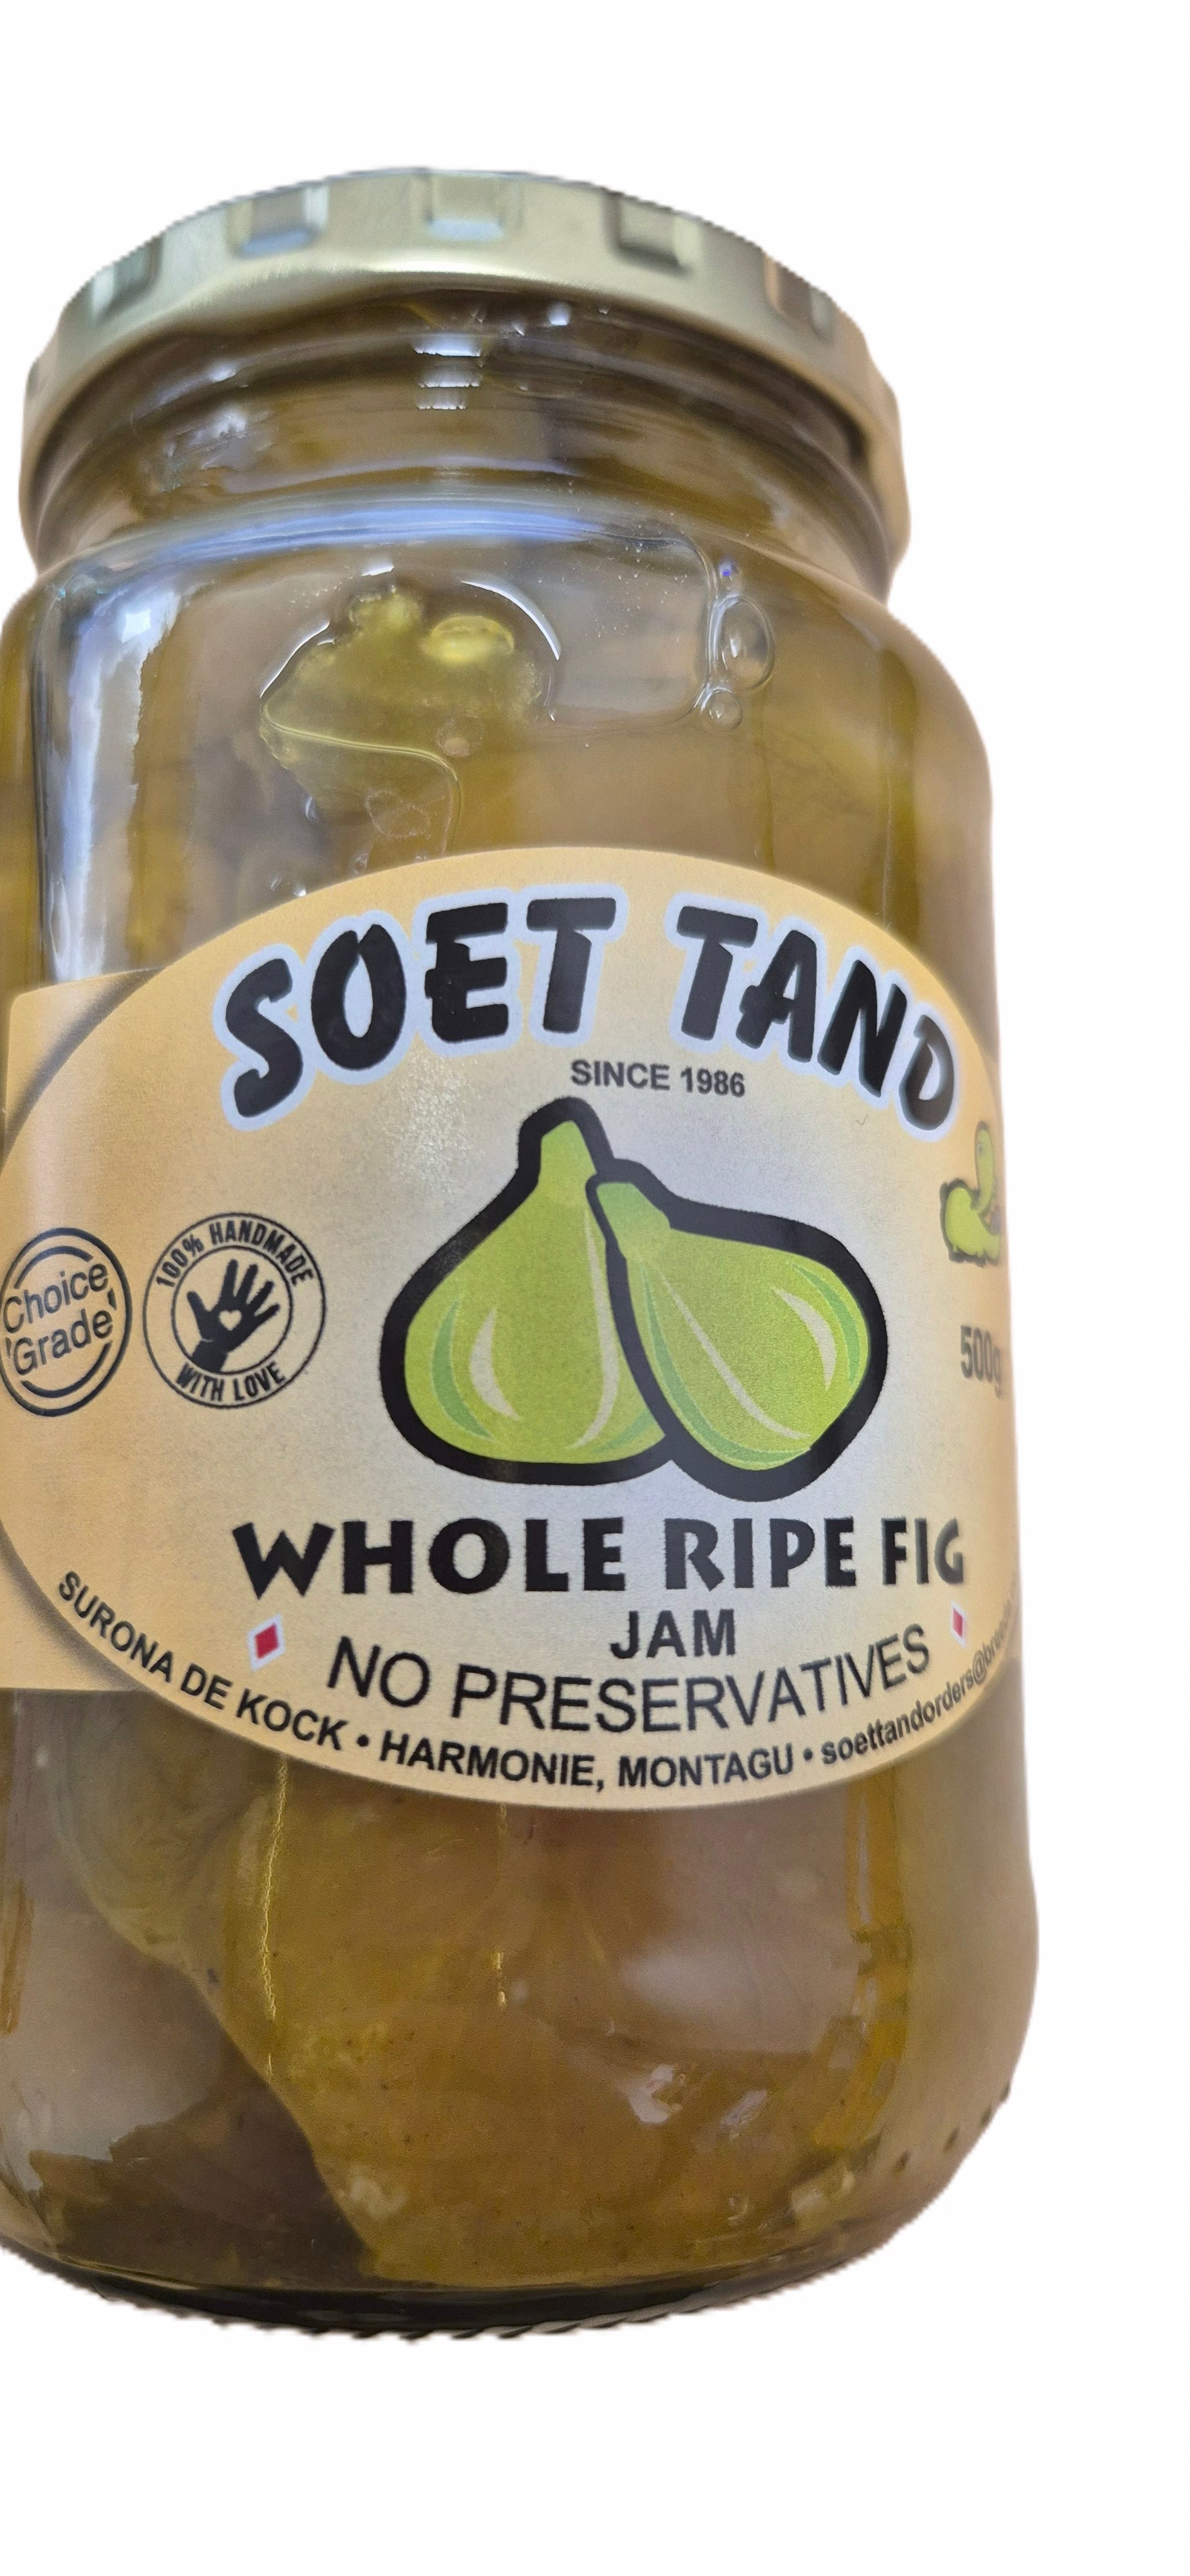 SOET TAND
SINCE 1986
Choice
'Grade'
100% HANDMADE
WITH LOVE
500g
WHOLE RIPE FIG
JAM
NO PRESERVATIVES
SURONA DE KOCK • HARMONIE, MONTAGU •